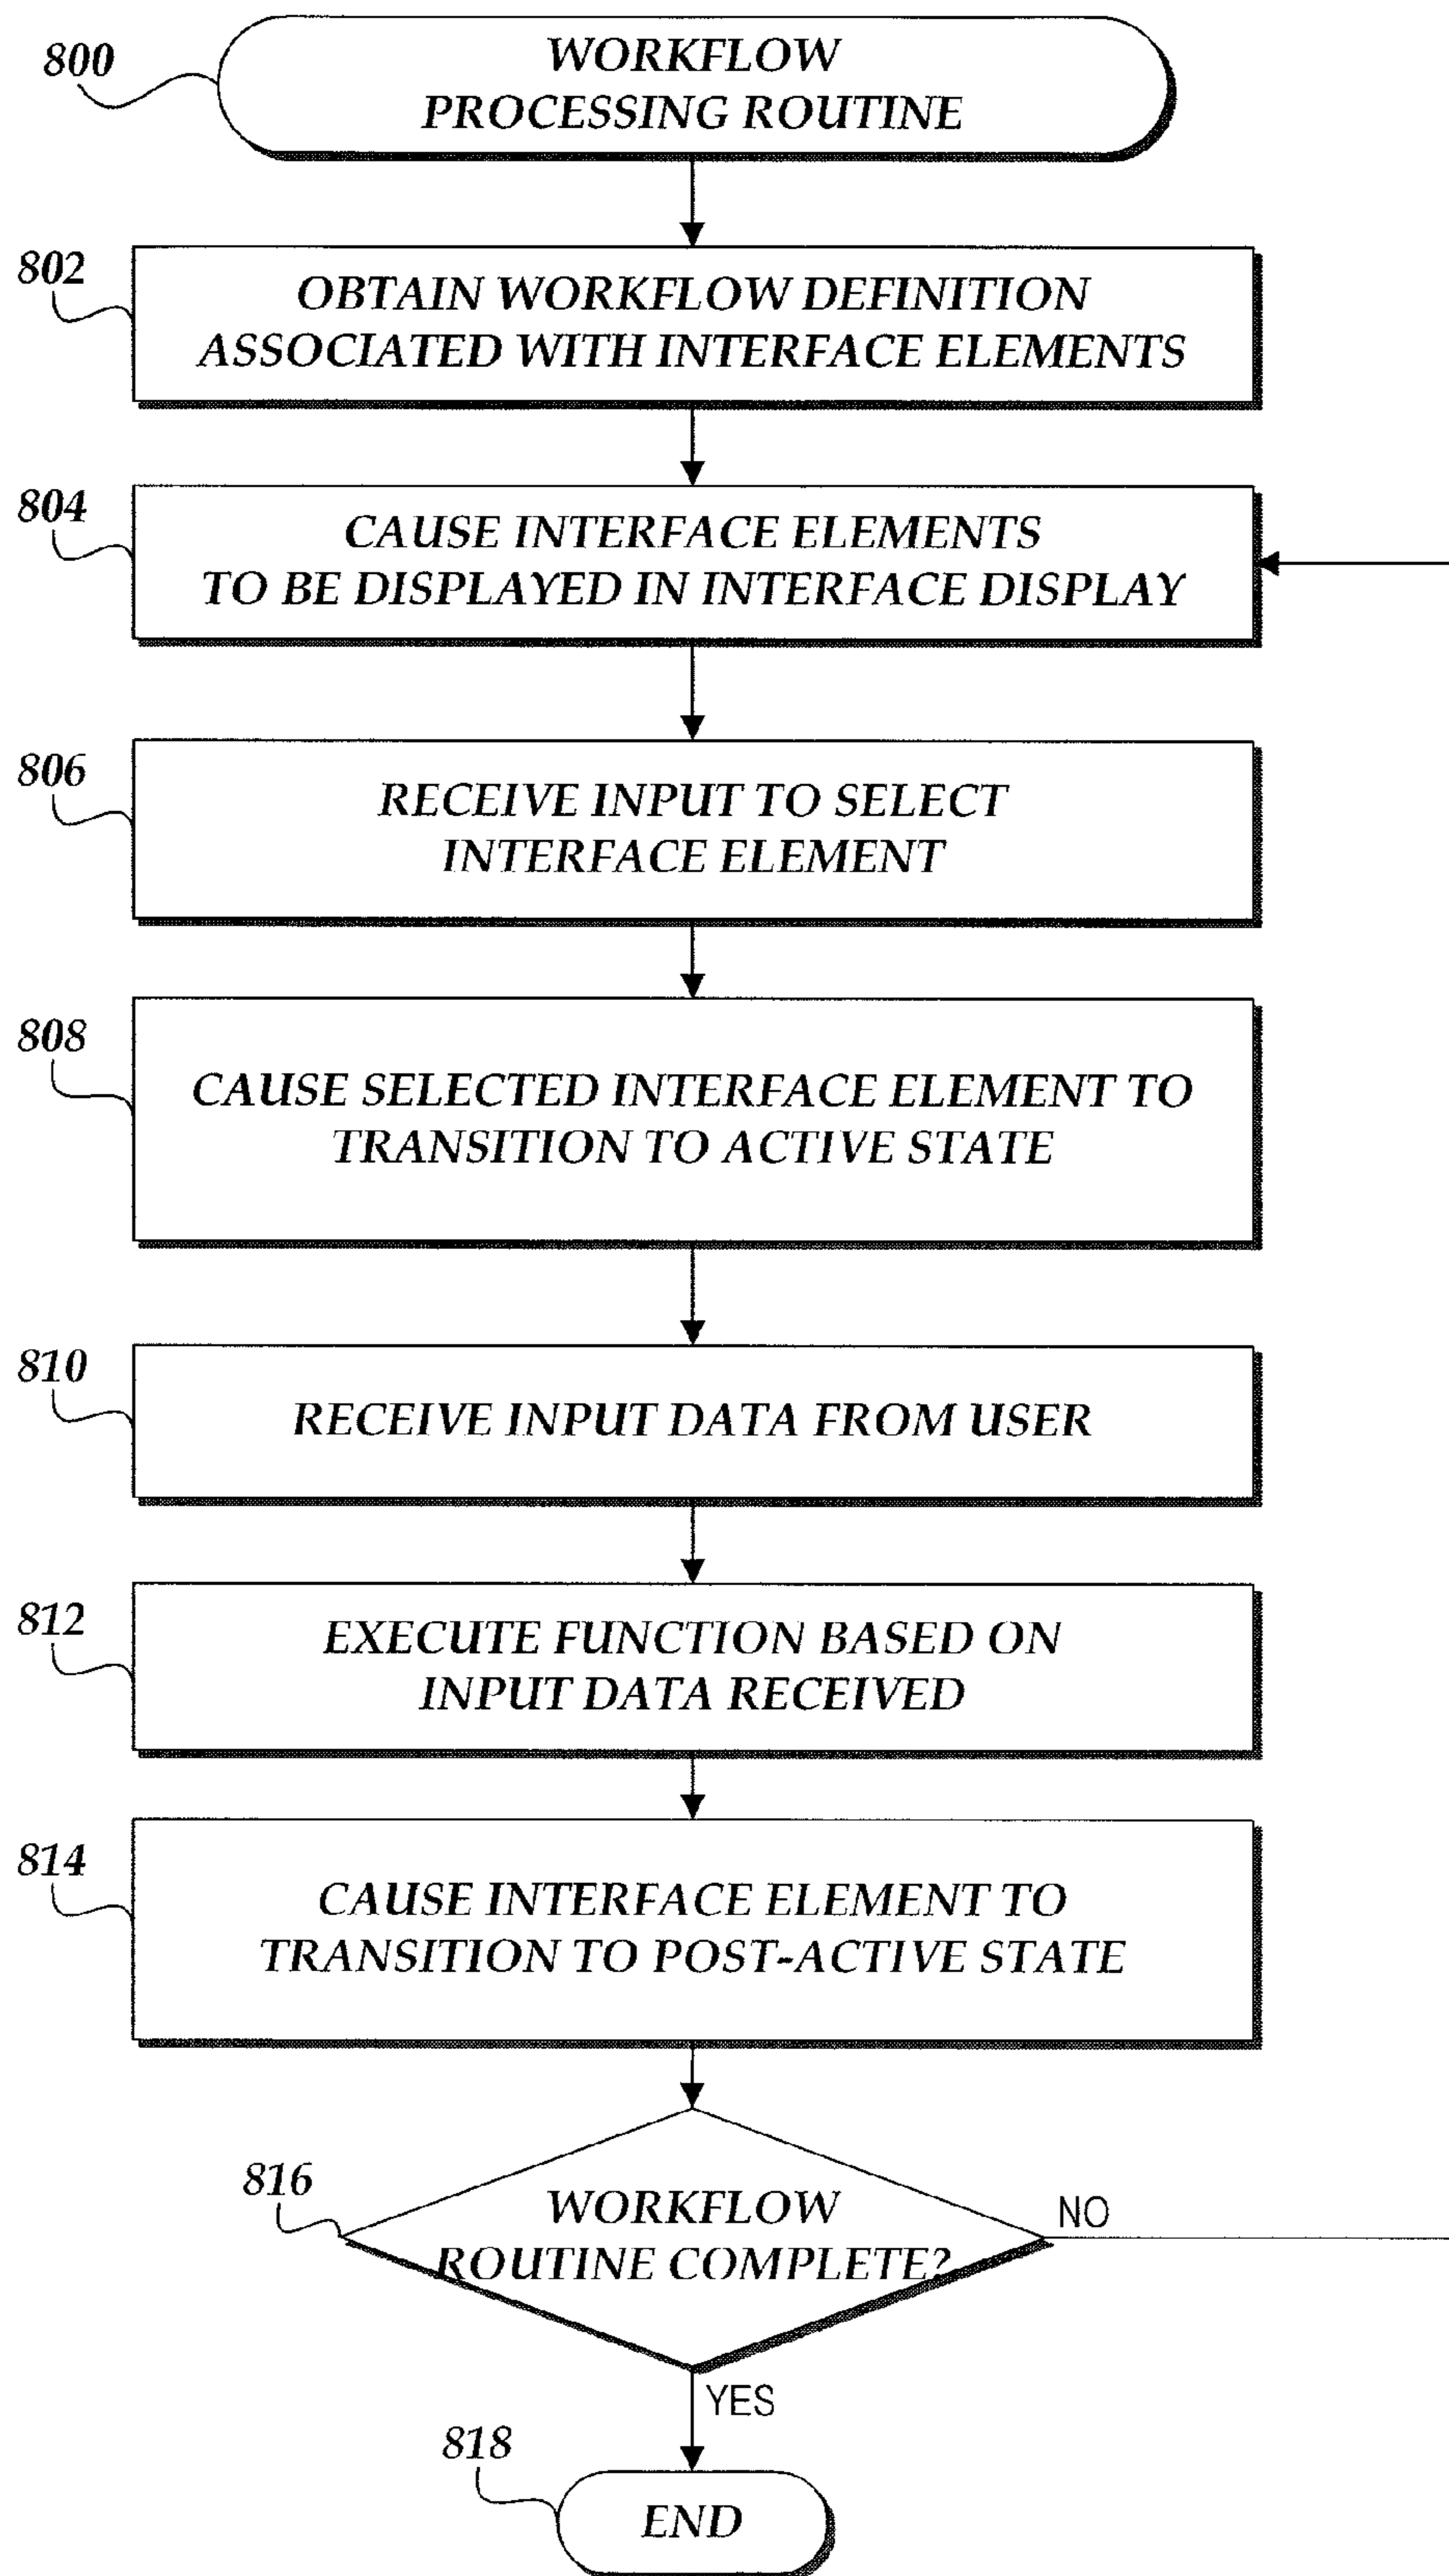 800
WORKFLOW
PROCESSING ROUTINE
802
OBTAIN WORKFLOW DEFINITION
ASSOCIATED WITH INTERFACE ELEMENTS
804
CAUSE INTERFACE ELEMENTS
TO BE DISPLAYED IN INTERFACE DISPLAY
806
RECEIVE INPUT TO SELECT
INTERFACE ELEMENT
808
CAUSE SELECTED INTERFACE ELEMENT TO
TRANSITION TO ACTIVE STATE
810
RECEIVE INPUT DATA FROM USER
812
EXECUTE FUNCTION BASED ON
INPUT DATA RECEIVED
814
CAUSE INTERFACE ELEMENT TO
TRANSITION TO POST-ACTIVE STATE
816
WORKFLOW
ROUTINE COMPLETE?
NO
YES
818
END